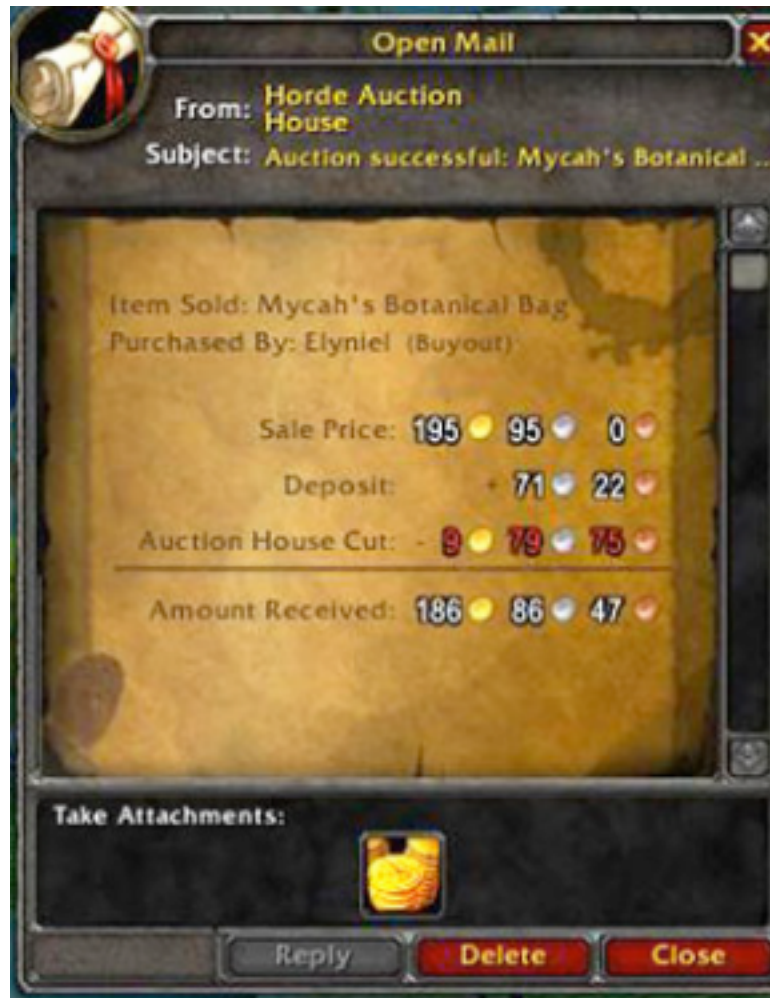 Open Mail
From: Horde Auction
House
Subject: Auction successful: Mycah's Botanical ...
Item Sold: Mycah's Botanical Bag
Purchased By: Elyniel (Buyout)
Sale Price: 195 95 0
Deposit: + 71 22
Auction House Cut: - 9 79 75
Amount Received: 186 86 47
Take Attachments:
Reply Delete Close